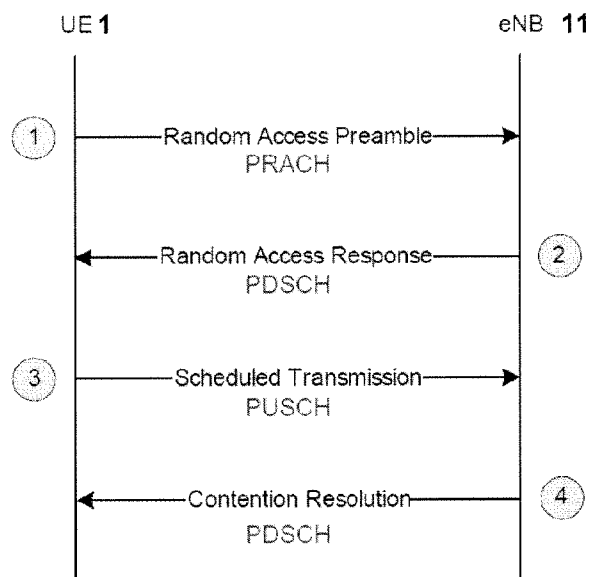 UE 1
eNB 11
1
Random Access Preamble
PRACH
Random Access Response
2
PDSCH
3
Scheduled Transmission
PUSCH
Contention Resolution
4
PDSCH